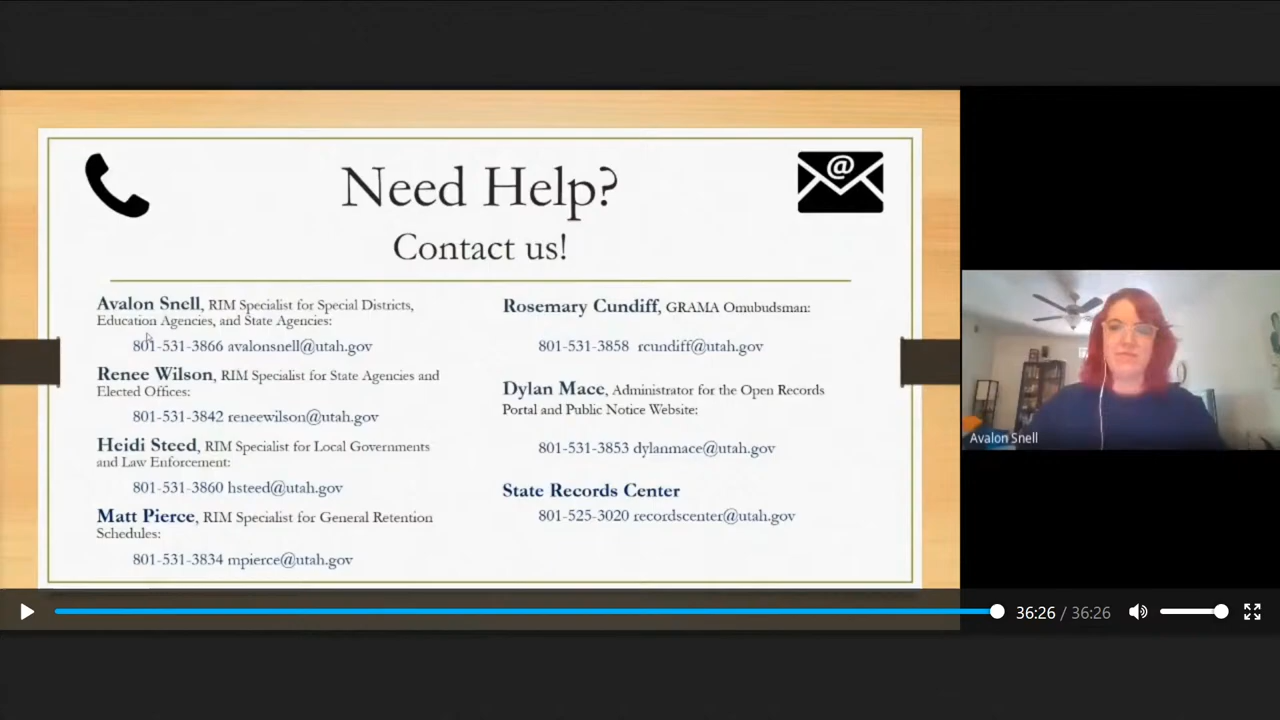 Need Help?
Contact us!
Avalon Snell, RIM Specialist for Special Districts,
Education Agencies, and State Agencies:
801-531-3866 avalonsnell@utah.gov
Renee Wilson, RIM Specialist for State Agencies and
Elected Offices:
801-531-3842 reneewilson@utah.gov
Heidi Steed, RIM Specialist for Local Governments
and Law Enforcement:
801-531-3860 hsteed@utah.gov
Matt Pierce, RIM Specialist for General Retention
Schedules:
801-531-3834 mpierce@utah.gov
Rosemary Cundiff, GRAMA Omubudsman:
801-531-3858 rcundiff@utah.gov
Dylan Mace, Administrator for the Open Records
Portal and Public Notice Website:
801-531-3853 dylanmace@utah.gov
State Records Center
801-525-3020 recordscenter@utah.gov
Avalon Snell
36:26 / 36:26